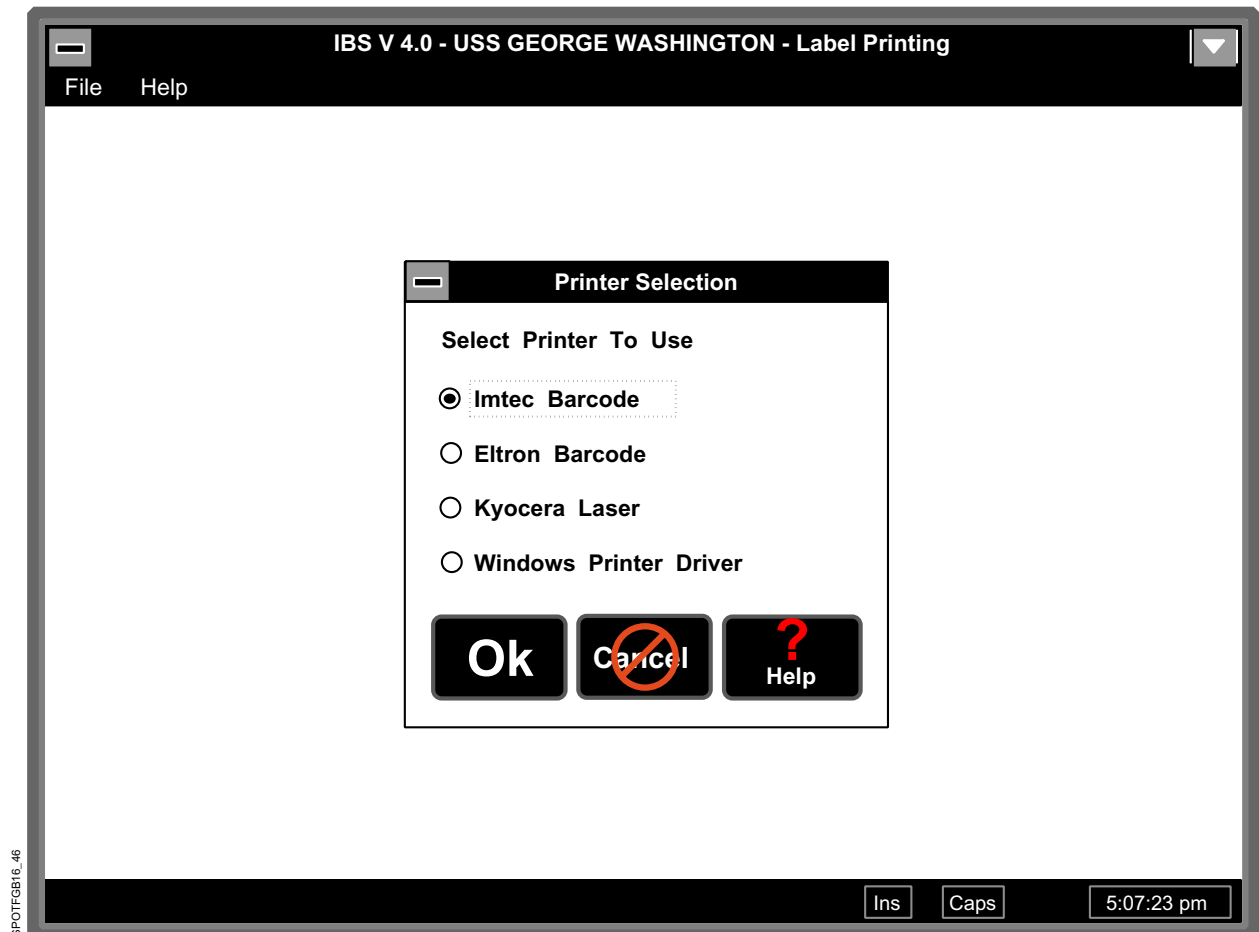 IBS V 4.0 - USS GEORGE WASHINGTON - Label Printing
File Help
Printer Selection
Select Printer To Use
Imtec Barcode
Eltron Barcode
Kyocera Laser
Windows Printer Driver
Ok Cancel ? Help
SPOTFGB16_46
Ins Caps 5:07:23 pm